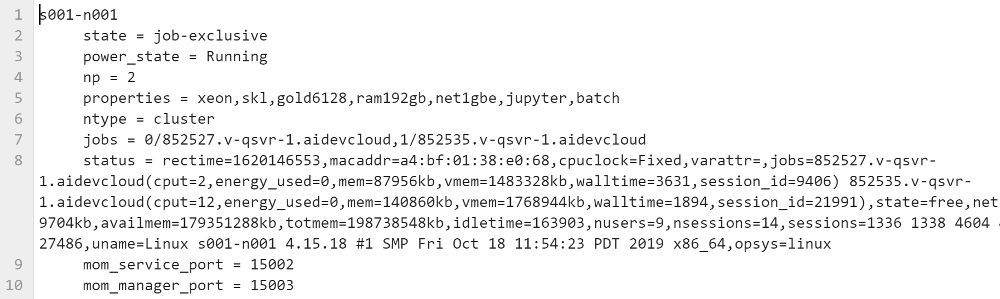 1 s001-n001
2 state = job-exclusive
3 power_state = Running
4 np = 2
5 properties = xeon,skl,gold6128,ram192gb,net1gbe,jupyter,batch
6 ntype = cluster
7 jobs = 0/852527.v-qsvr-1.aidevcloud,1/852535.v-qsvr-1.aidevcloud
8 status = rectime=1620146553,macaddr=a4:bf:01:38:e0:68,cpuclock=Fixed,varattr=,jobs=852527.v-qsvr-
1.aidevcloud(cput=2,energy_used=0,mem=87956kb,vmem=1483328kb,walltime=3631,session_id=9406) 852535.v-qsvr-
1.aidevcloud(cput=12,energy_used=0,mem=140860kb,vmem=1768944kb,walltime=1894,session_id=21991),state=free,net
9704kb,availmem=179351288kb,totmem=198738548kb,idletime=163903,nusers=9,nsessions=14,sessions=1336 1338 4604
27486,uname=Linux s001-n001 4.15.18 #1 SMP Fri Oct 18 11:54:23 PDT 2019 x86_64,opsys=linux
9 mom_service_port = 15002
10 mom_manager_port = 15003